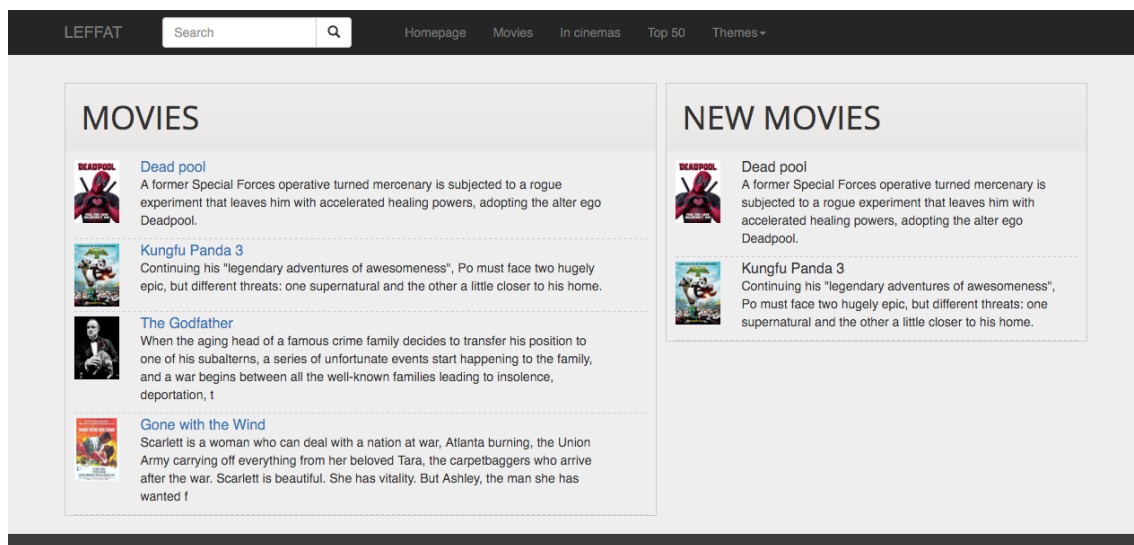 LEFFAT Search Homepage Movies In cinemas Top 50 Themes
MOVIES
DEADPOOL
Dead pool
A former Special Forces operative turned mercenary is subjected to a rogue
experiment that leaves him with accelerated healing powers, adopting the alter ego
Deadpool.
Kungfu Panda 3
Continuing his "legendary adventures of awesomeness", Po must face two hugely
epic, but different threats: one supernatural and the other a little closer to his home.
The Godfather
When the aging head of a famous crime family decides to transfer his position to
one of his subalterns, a series of unfortunate events start happening to the family,
and a war begins between all the well-known families leading to insolence,
deportation, t
Gone with the Wind
Scarlett is a woman who can deal with a nation at war, Atlanta burning, the Union
Army carrying off everything from her beloved Tara, the carpetbaggers who arrive
after the war. Scarlett is beautiful. She has vitality. But Ashley, the man she has
wanted f
NEW MOVIES
DEADPOOL
Dead pool
A former Special Forces operative turned mercenary is
subjected to a rogue experiment that leaves him with
accelerated healing powers, adopting the alter ego
Deadpool.
Kungfu Panda 3
Continuing his "legendary adventures of awesomeness",
Po must face two hugely epic, but different threats: one
supernatural and the other a little closer to his home.